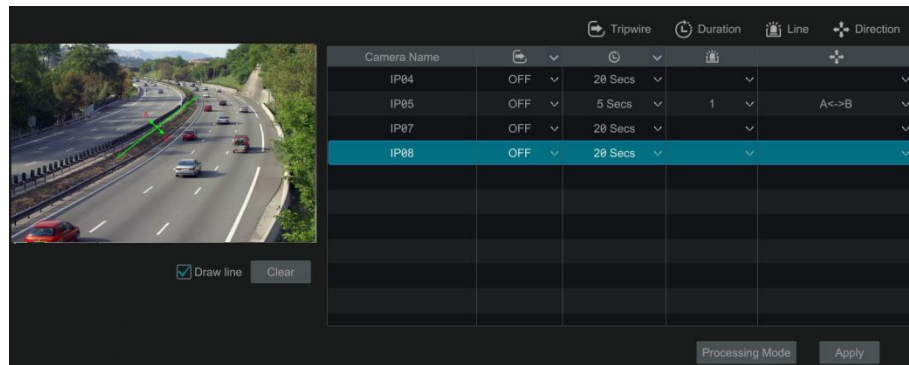 Tripwire Duration Line Direction
Camera Name
IP04 OFF 20 Secs
IP05 OFF 5 Secs 1 A<->B
IP07 OFF 20 Secs
IP08 OFF 20 Secs
Draw line Clear
Processing Mode Apply